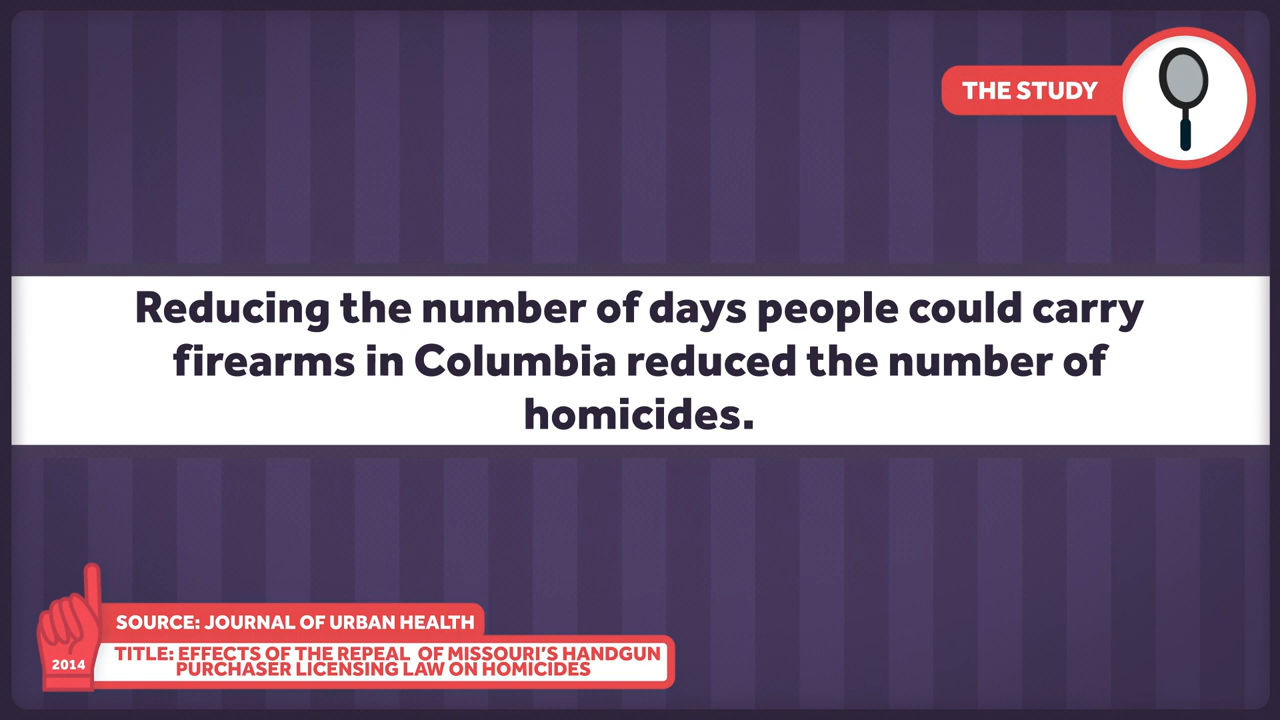 THE STUDY
Reducing the number of days people could carry
firearms in Columbia reduced the number of
homicides.
SOURCE: JOURNAL OF URBAN HEALTH
2014
TITLE: EFFECTS OF THE REPEAL OF MISSOURI'S HANDGUN
PURCHASER LICENSING LAW ON HOMICIDES